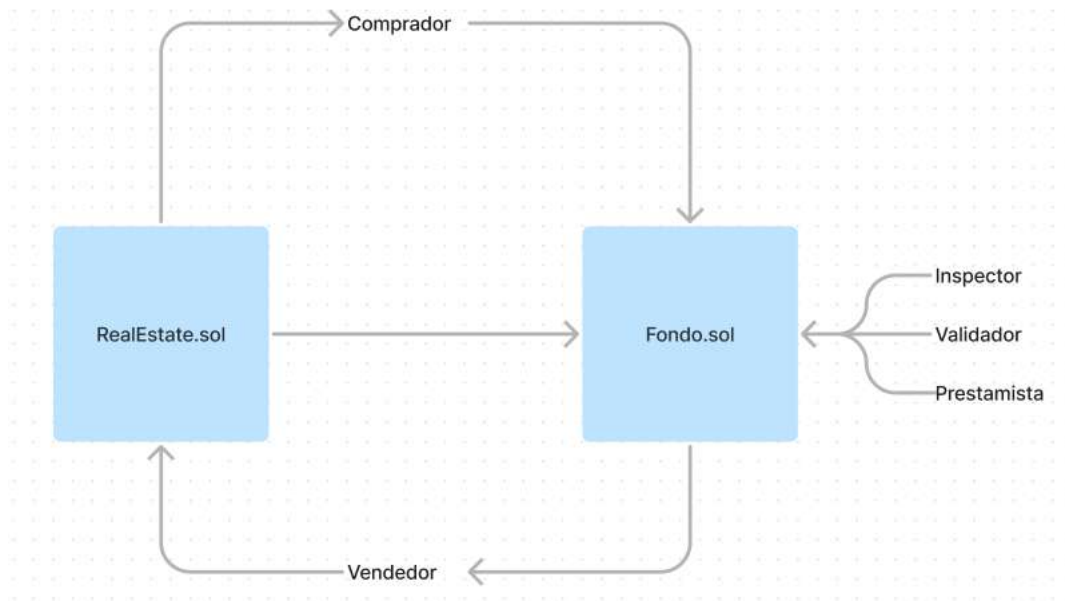 Comprador
Inspector
RealEstate.sol
Fondo.sol
Validador
Prestamista
Vendedor